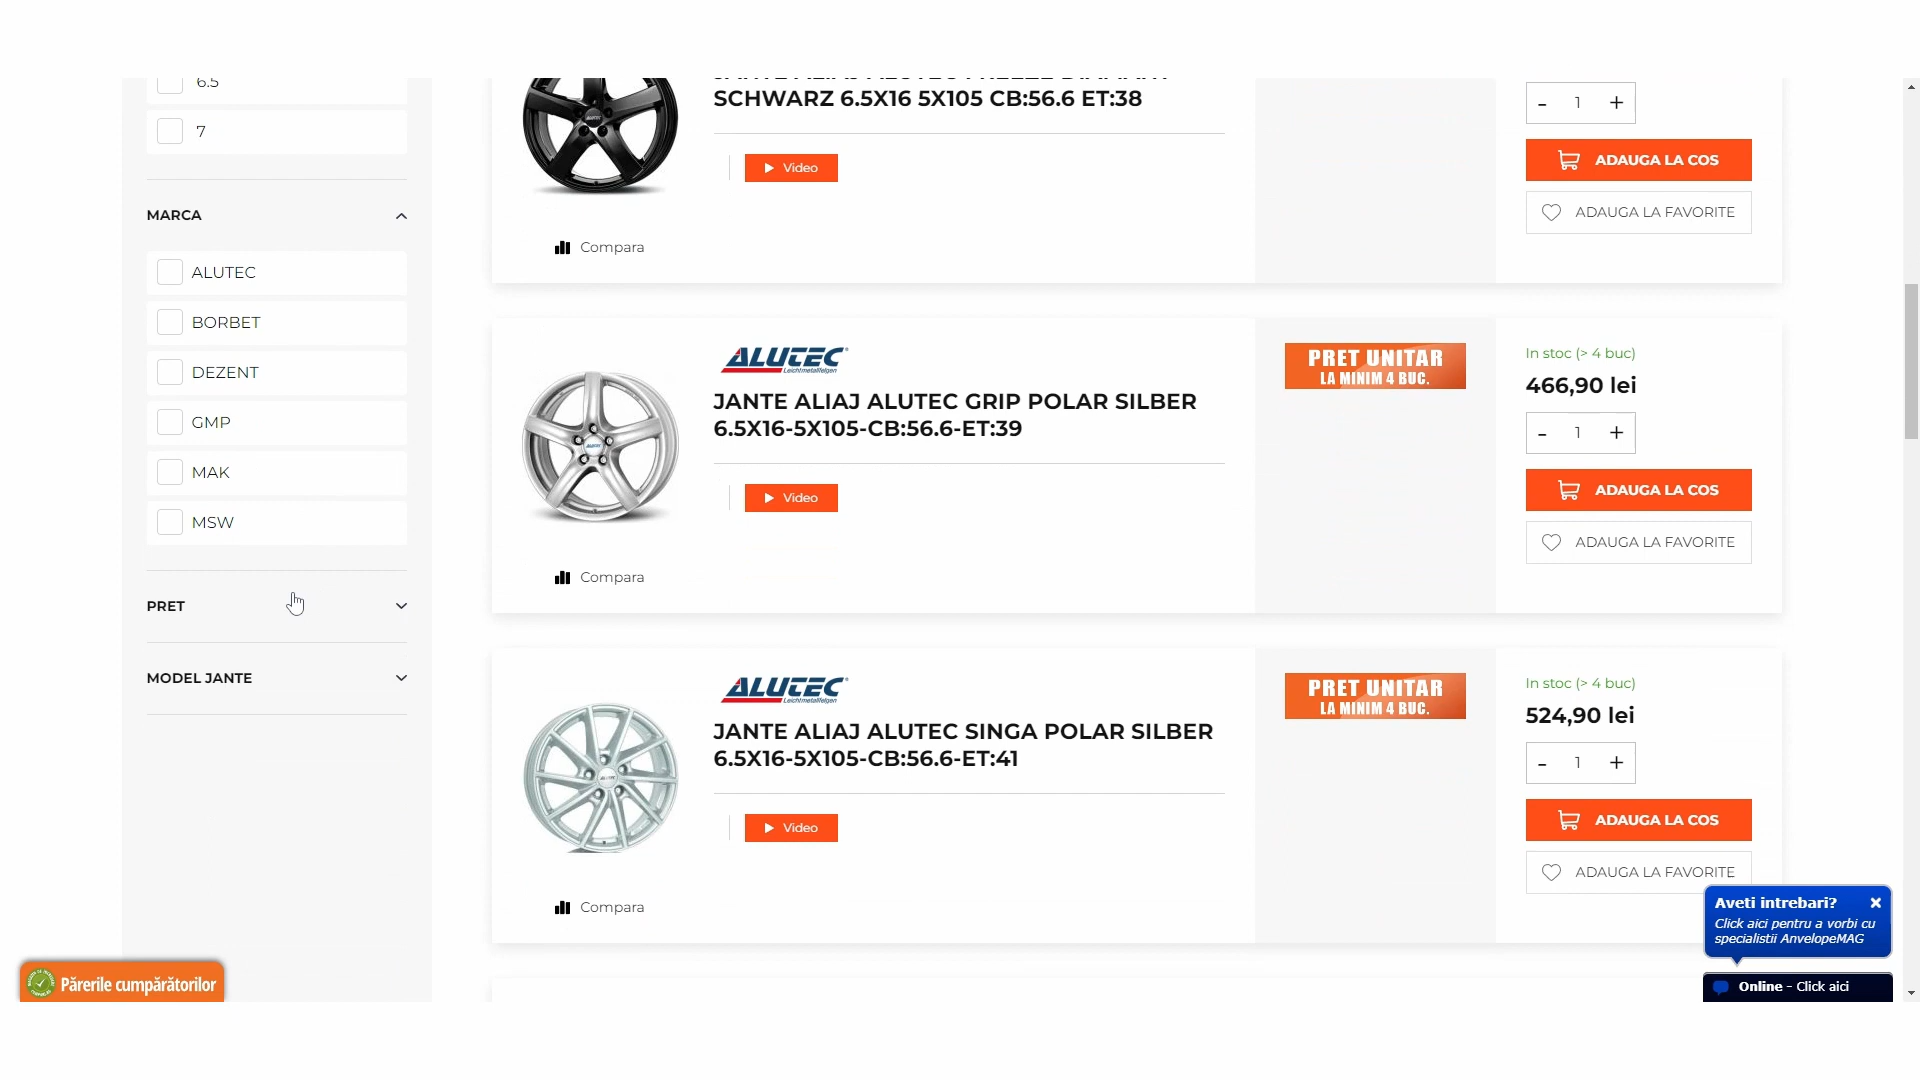 6.5
7
MARCA
ALUTEC
BORBET
DEZENT
GMP
MAK
MSW
PRET
MODEL JANTE
SCHWARZ 6.5X16 5X105 CB:56.6 ET:38
Video
Compara
- 1 +
ADAUGA LA COS
ADAUGA LA FAVORITE
ALUTEC
Leichtmetallfelgen
JANTE ALIAJ ALUTEC GRIP POLAR SILBER
6.5X16-5X105-CB:56.6-ET:39
Video
Compara
PRET UNITAR
LA MINIM 4 BUC.
In stoc (> 4 buc)
466,90 lei
- 1 +
ADAUGA LA COS
ADAUGA LA FAVORITE
ALUTEC
Leichtmetallfelgen
JANTE ALIAJ ALUTEC SINGA POLAR SILBER
6.5X16-5X105-CB:56.6-ET:41
Video
Compara
PRET UNITAR
LA MINIM 4 BUC.
In stoc (> 4 buc)
524,90 lei
- 1 +
ADAUGA LA COS
ADAUGA LA FAVORITE
Aveti intrebari?
Click aici pentru a vorbi cu
specialistii AnvelopeMAG
Online - Click aici
Părerile cumpărătorilor